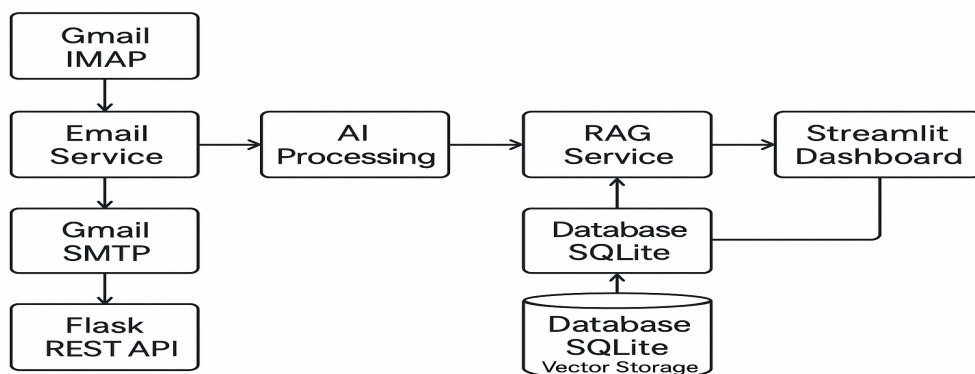 Gmail
IMAP
Email
Service
AI
Processing
RAG
Service
Streamlit
Dashboard
Gmail
SMTP
Database
SQLite
Flask
REST API
Database
SQLite
Vector Storage